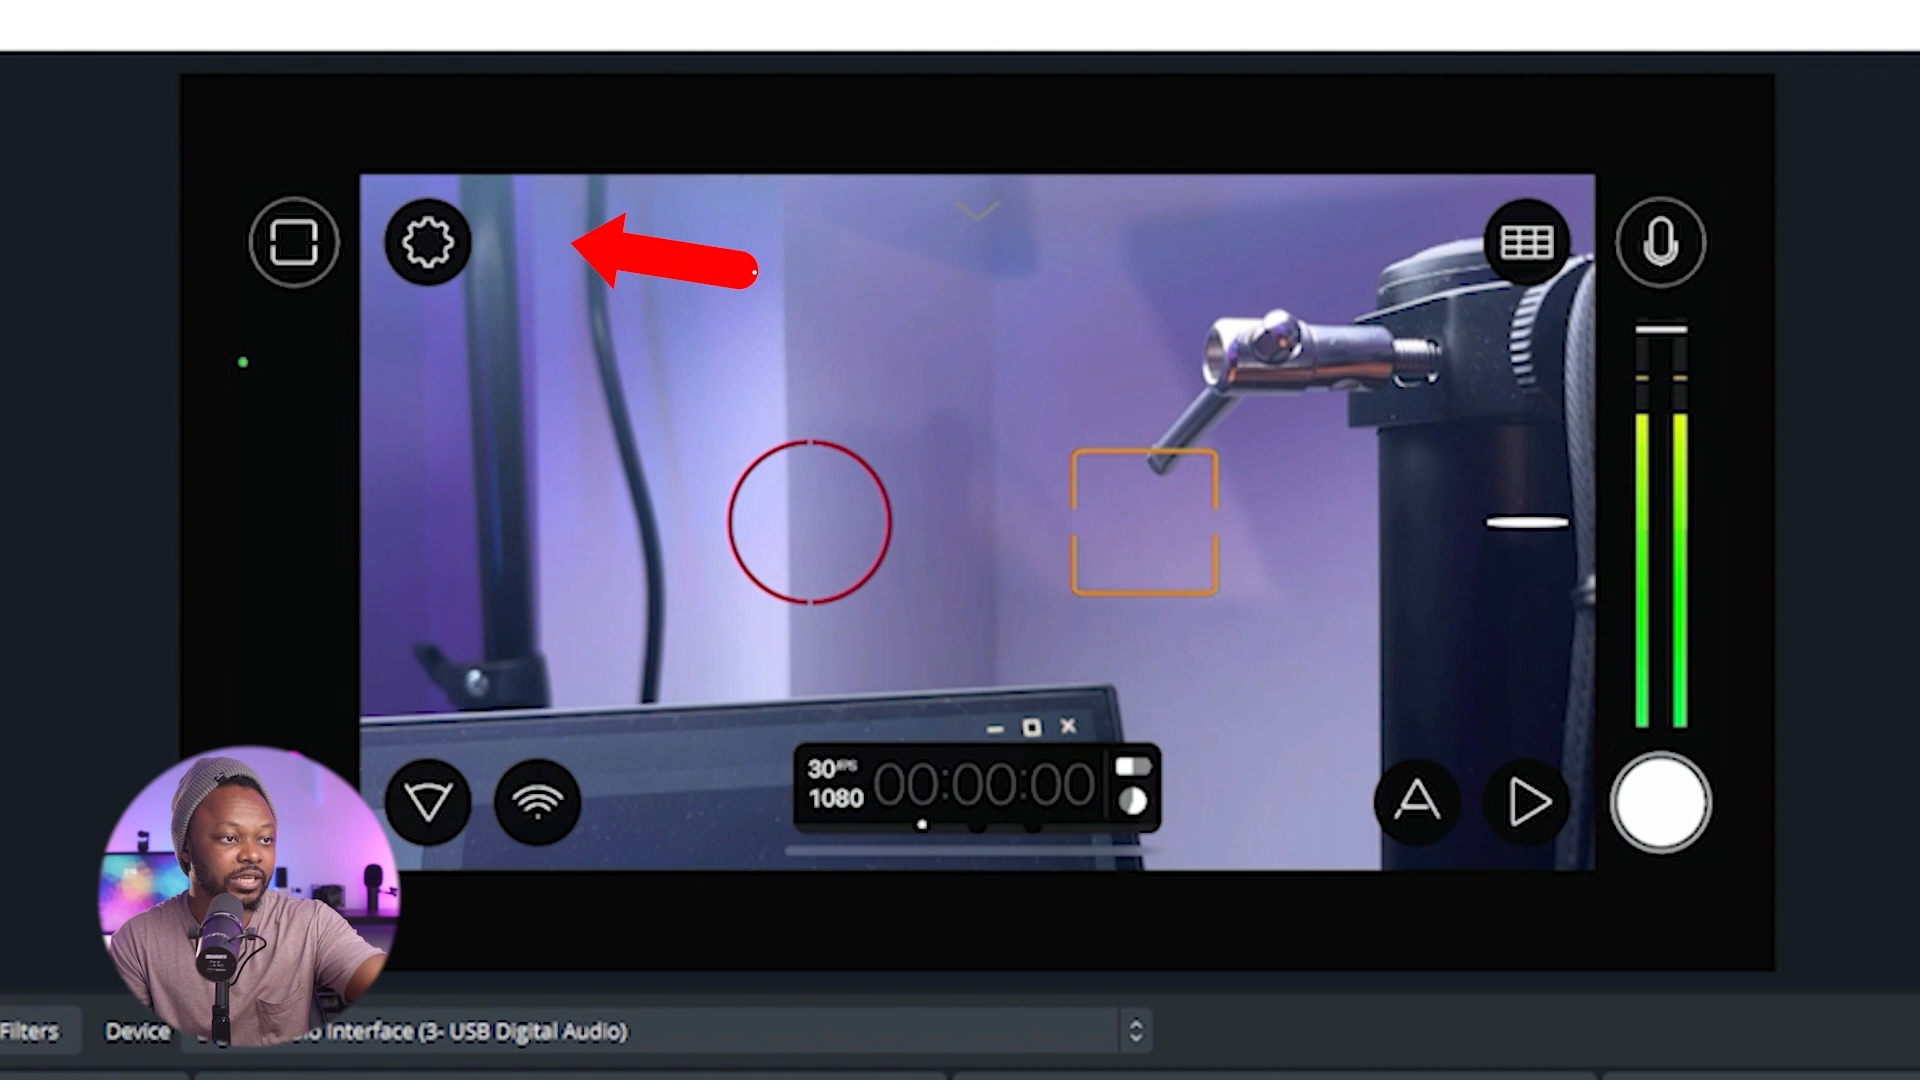 30FPS
1080
00:00:00
Filters
Device
Interface (3- USB Digital Audio)